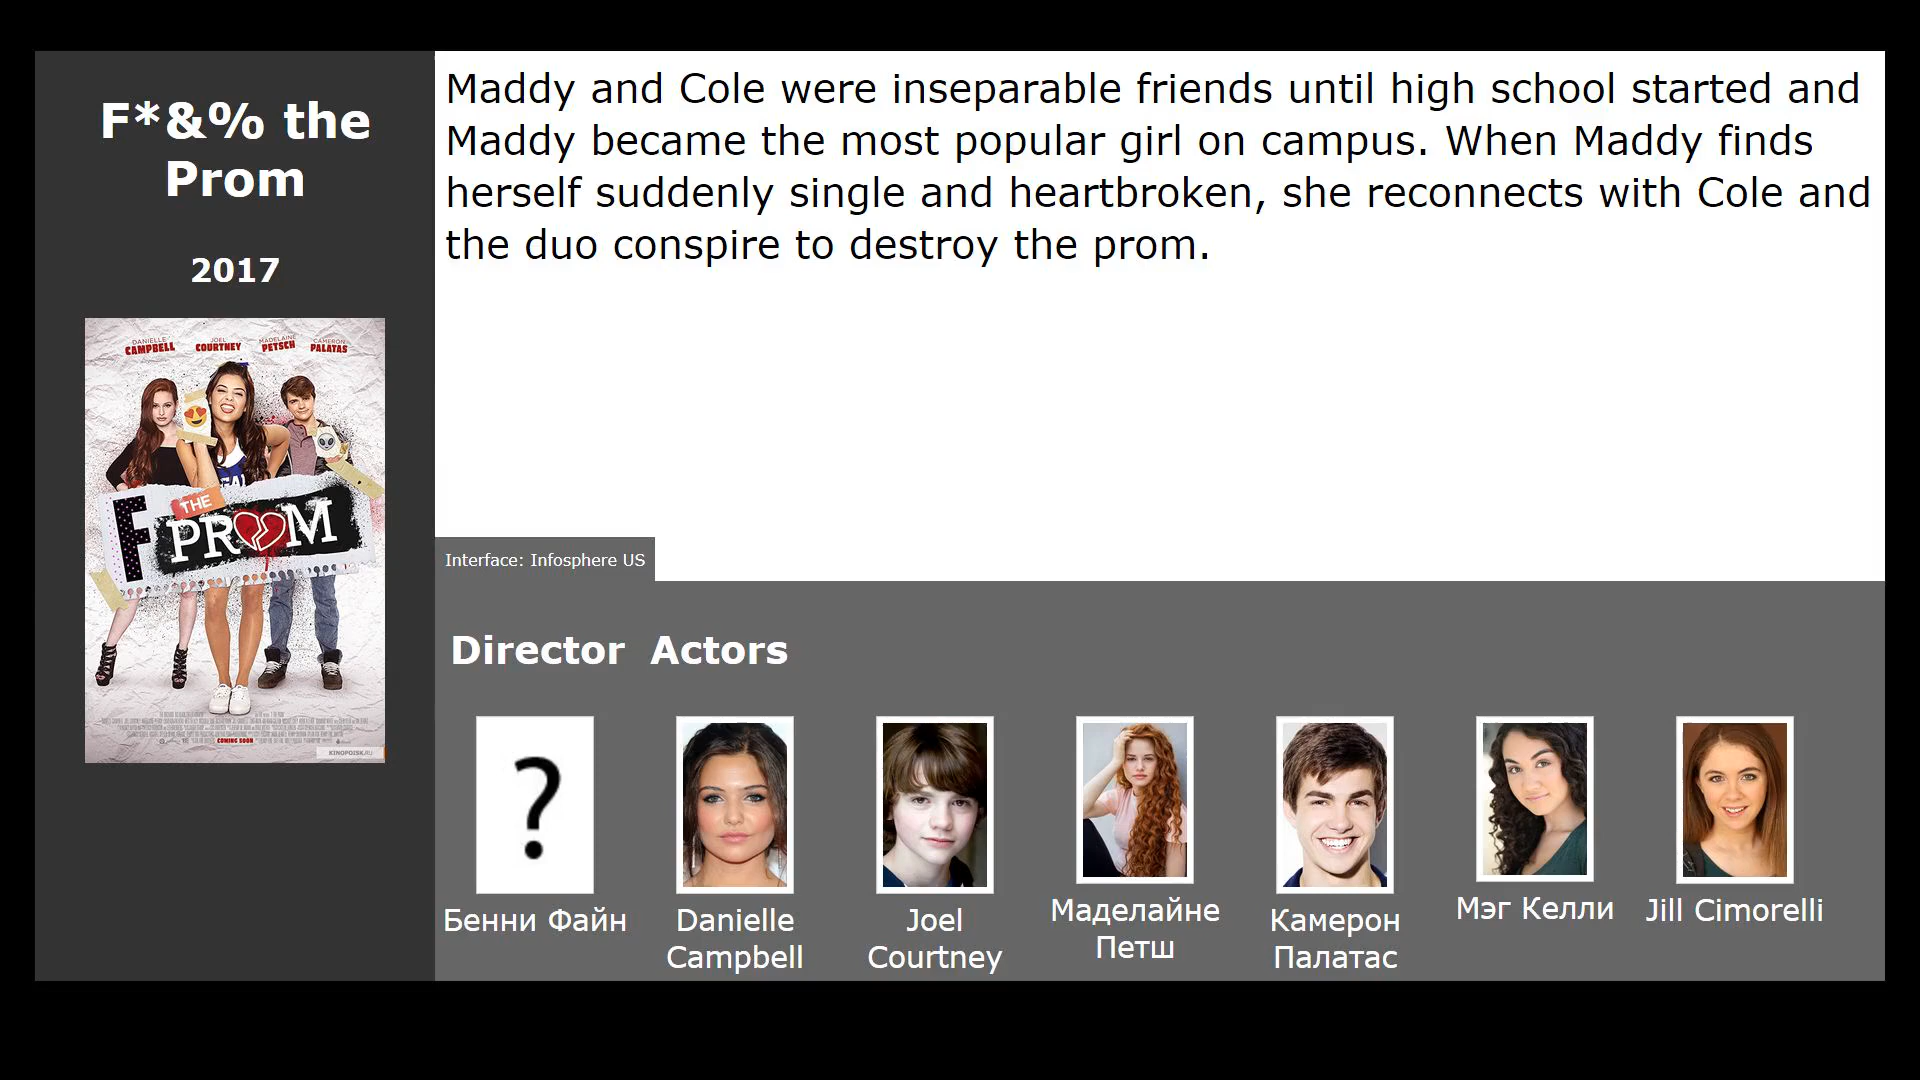 F*&% the
Prom
2017
DANIELLE CAMPBELL
JOEL COURTNEY
MADELAINE PETSCH
CAMERON PALATAS
F THE
PROM
COMING SOON
KINOPOISK.RU
Maddy and Cole were inseparable friends until high school started and
Maddy became the most popular girl on campus. When Maddy finds
herself suddenly single and heartbroken, she reconnects with Cole and
the duo conspire to destroy the prom.
Interface: Infosphere US
Director Actors
Бенни Файн
Danielle
Campbell
Joel
Courtney
Маделайне
Петш
Камерон
Палатас
Мэг Келли
Jill Cimorelli